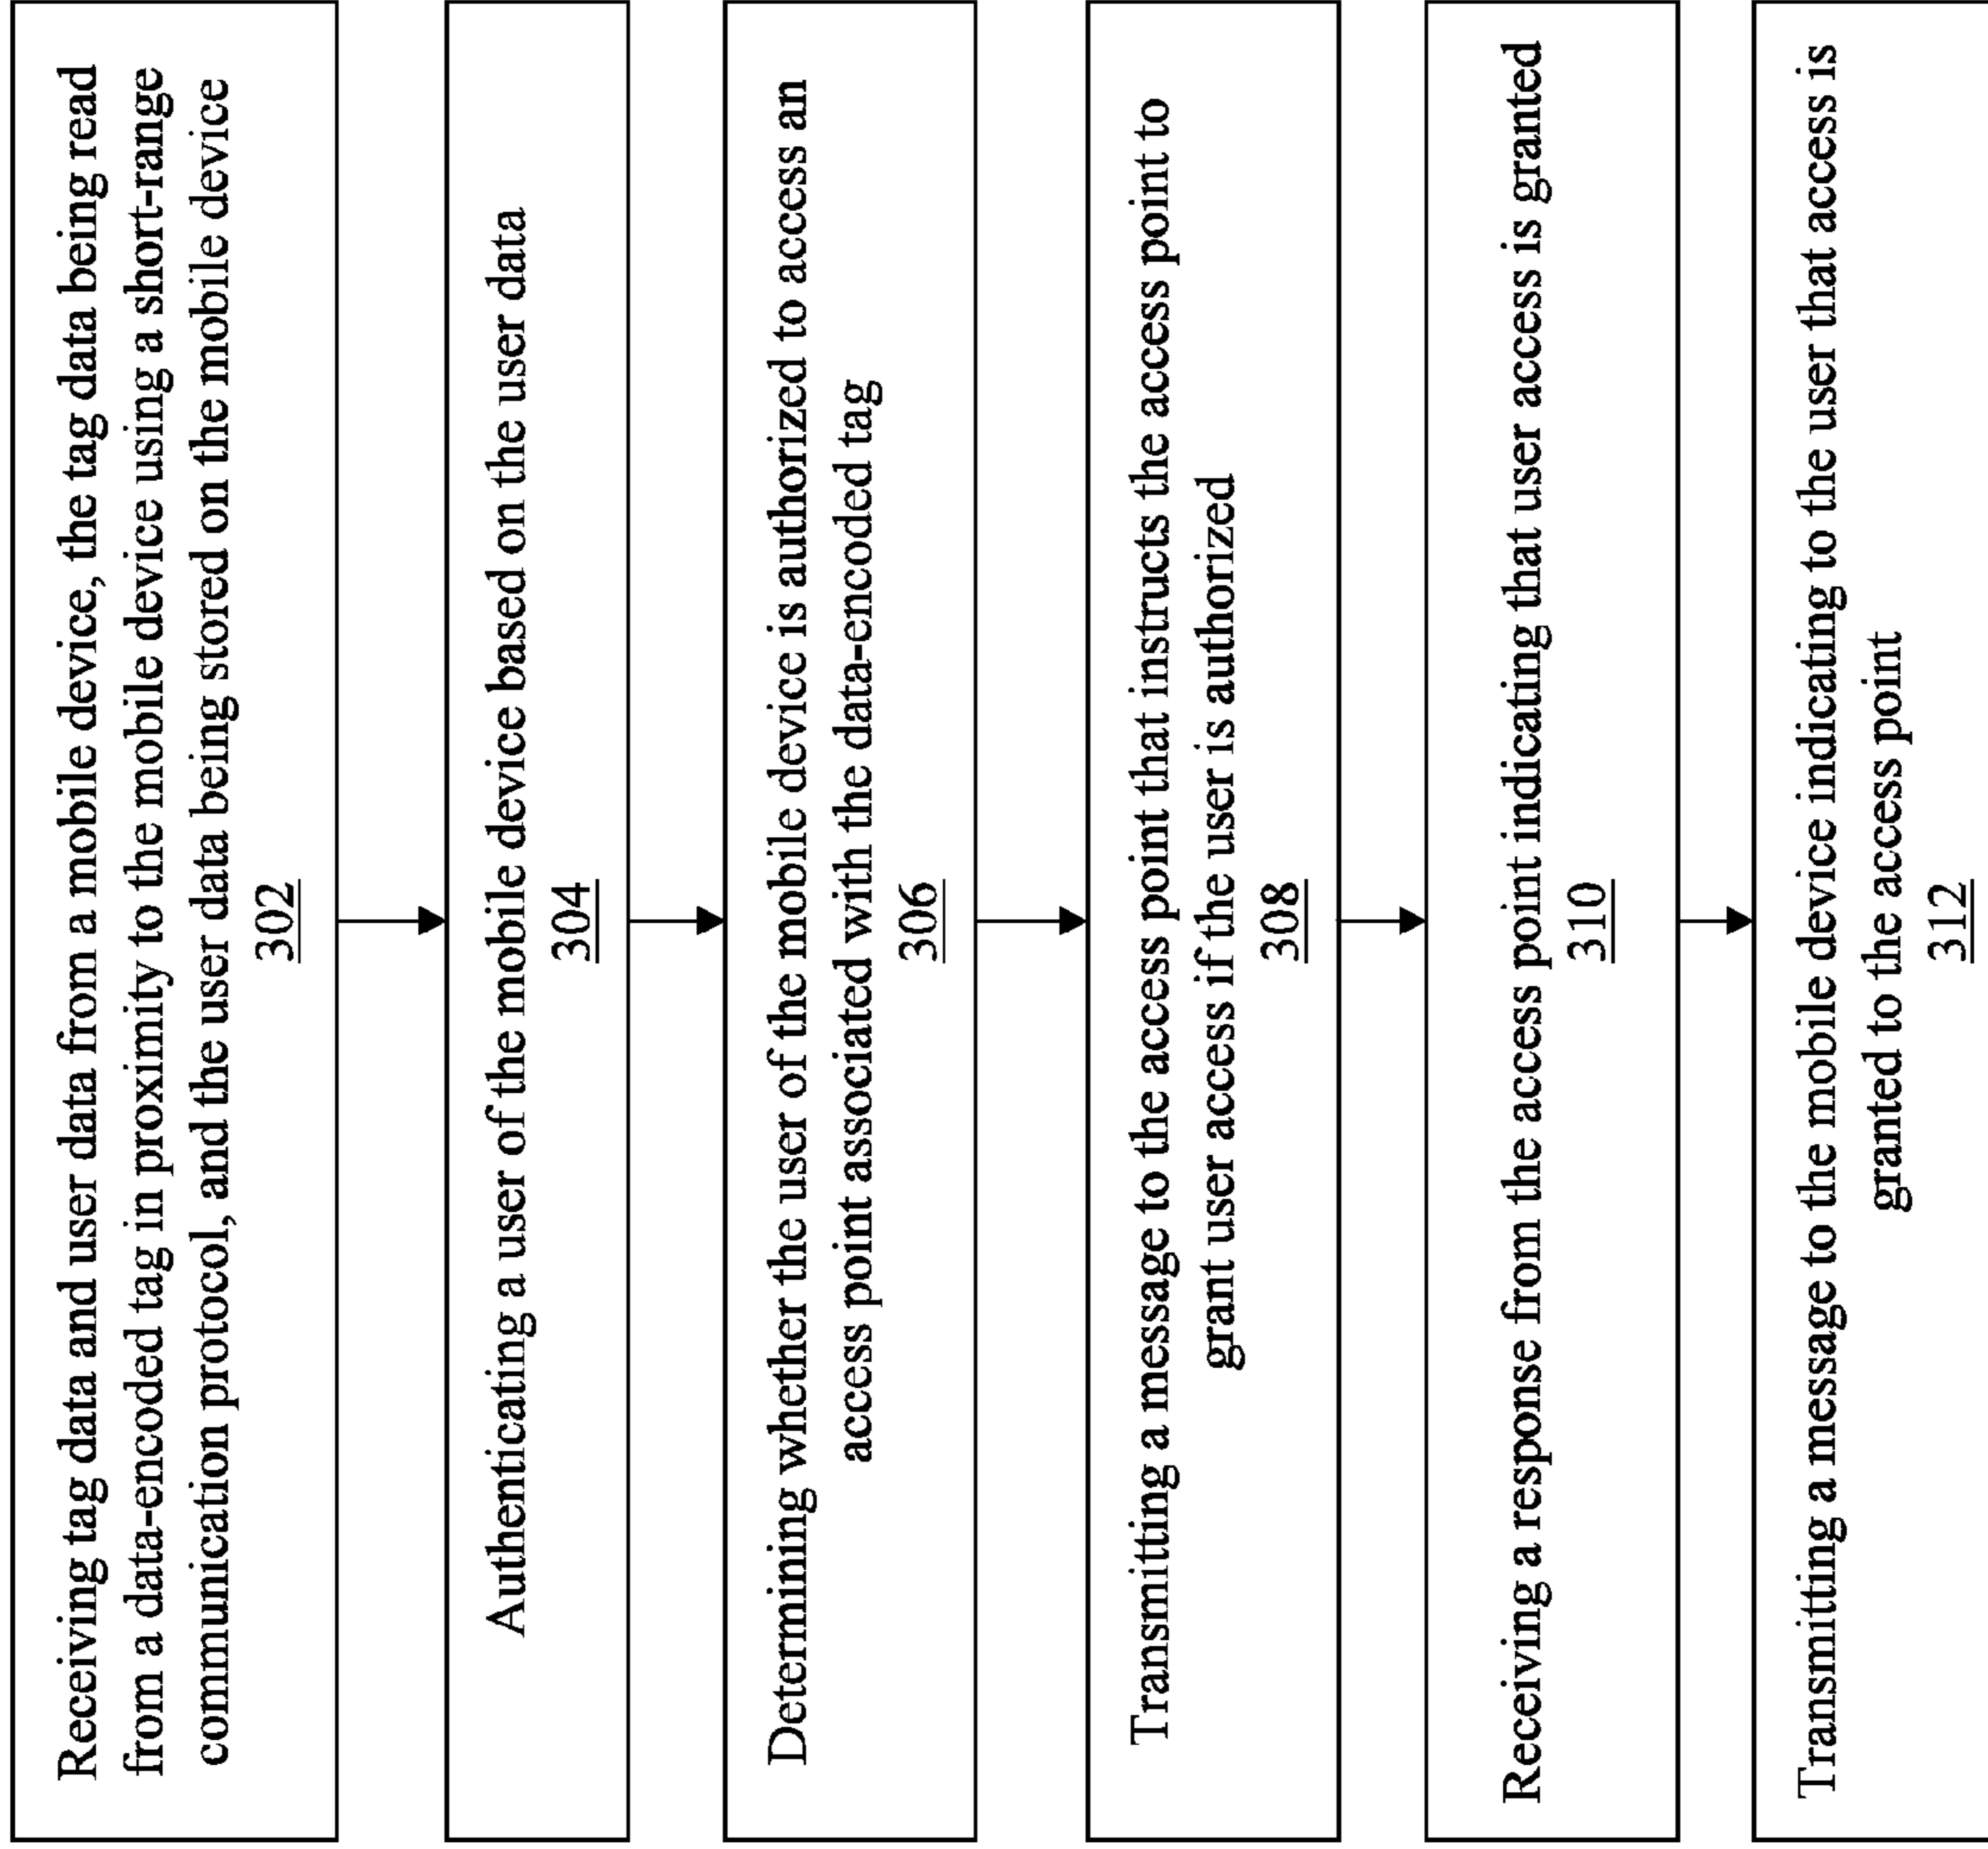 Receiving tag data and user data from a mobile device, the tag data being read
from a data-encoded tag in proximity to the mobile device using a short-range
communication protocol, and the user data being stored on the mobile device
302
Authenticating a user of the mobile device based on the user data
304
Determining whether the user of the mobile device is authorized to access an
access point associated with the data-encoded tag
306
Transmitting a message to the access point that instructs the access point to
grant user access if the user is authorized
308
Receiving a response from the access point indicating that user access is granted
310
Transmitting a message to the mobile device indicating to the user that access is
granted to the access point
312